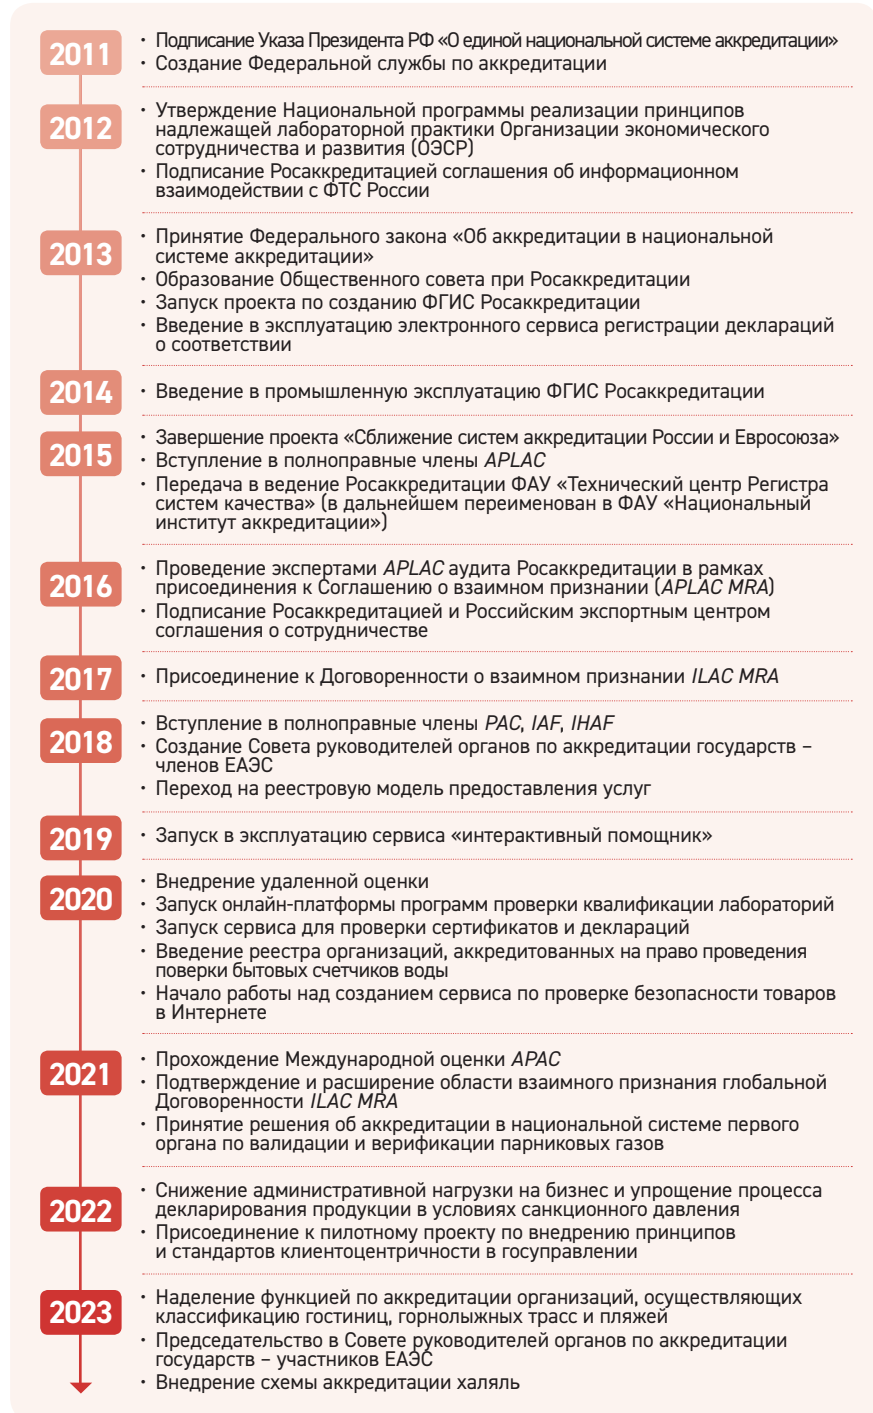 2011
· Подписание Указа Президента РФ «О единой национальной системе аккредитации»
· Создание Федеральной службы по аккредитации
2012
· Утверждение Национальной программы реализации принципов
надлежащей лабораторной практики Организации экономического
сотрудничества и развития (ОЭСР)
· Подписание Росаккредитацией соглашения об информационном
взаимодействии с ФТС России
2013
· Принятие Федерального закона «Об аккредитации в национальной
системе аккредитации»
· Образование Общественного совета при Росаккредитации
· Запуск проекта по созданию ФГИС Росаккредитации
· Введение в эксплуатацию электронного сервиса регистрации деклараций
о соответствии
2014
· Введение в промышленную эксплуатацию ФГИС Росаккредитации
2015
· Завершение проекта «Сближение систем аккредитации России и Евросоюза»
· Вступление в полноправные члены APLAC
· Передача в ведение Росаккредитации ФАУ «Технический центр Регистра
систем качества» (в дальнейшем переименован в ФАУ «Национальный
институт аккредитации»)
2016
· Проведение экспертами APLAC аудита Росаккредитации в рамках
присоединения к Соглашению о взаимном признании (APLAC MRA)
· Подписание Росаккредитацией и Российским экспортным центром
соглашения о сотрудничестве
2017
· Присоединение к Договоренности о взаимном признании ILAC MRA
2018
· Вступление в полноправные члены PAC, IAF, IHAF
· Создание Совета руководителей органов по аккредитации государств –
членов ЕАЭС
· Переход на реестровую модель предоставления услуг
2019
· Запуск в эксплуатацию сервиса «интерактивный помощник»
2020
· Внедрение удаленной оценки
· Запуск онлайн-платформы программ проверки квалификации лабораторий
· Запуск сервиса для проверки сертификатов и деклараций
· Введение реестра организаций, аккредитованных на право проведения
поверки бытовых счетчиков воды
· Начало работы над созданием сервиса по проверке безопасности товаров
в Интернете
2021
· Прохождение Международной оценки APAC
· Подтверждение и расширение области взаимного признания глобальной
Договоренности ILAC MRA
· Принятие решения об аккредитации в национальной системе первого
органа по валидации и верификации парниковых газов
2022
· Снижение административной нагрузки на бизнес и упрощение процесса
декларирования продукции в условиях санкционного давления
· Присоединение к пилотному проекту по внедрению принципов
и стандартов клиентоцентричности в госуправлении
2023
· Наделение функцией по аккредитации организаций, осуществляющих
классификацию гостиниц, горнолыжных трасс и пляжей
· Председательство в Совете руководителей органов по аккредитации
государств – участников ЕАЭС
· Внедрение схемы аккредитации халяль